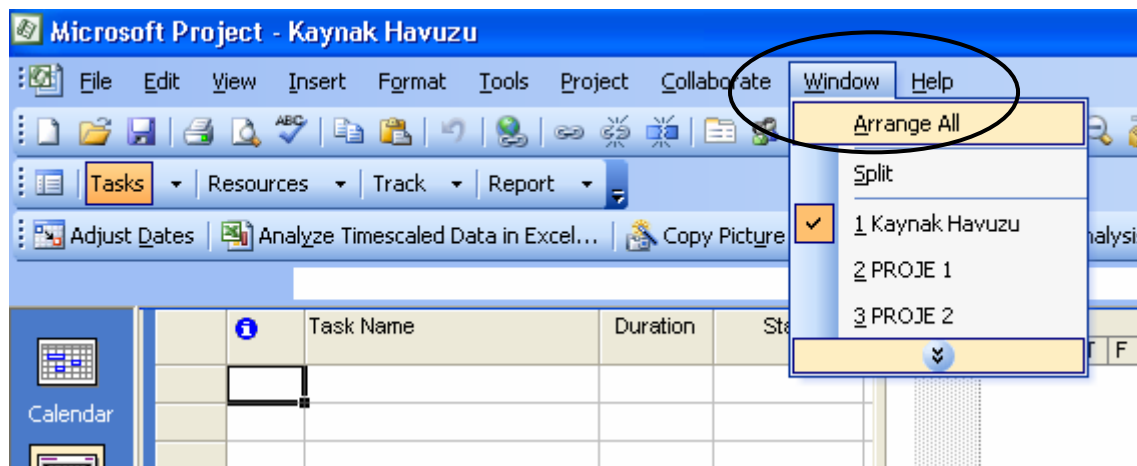 Microsoft Project - Kaynak Havuzu
File Edit View Insert Format Tools Project Collaborate Window Help
ABC
Arrange All
Tasks Resources Track Report
Split
Adjust Dates Analyze Timescaled Data in Excel... Copy Picture
1 Kaynak Havuzu
2 PROJE 1
3 PROJE 2
Task Name Duration
T F
Calendar